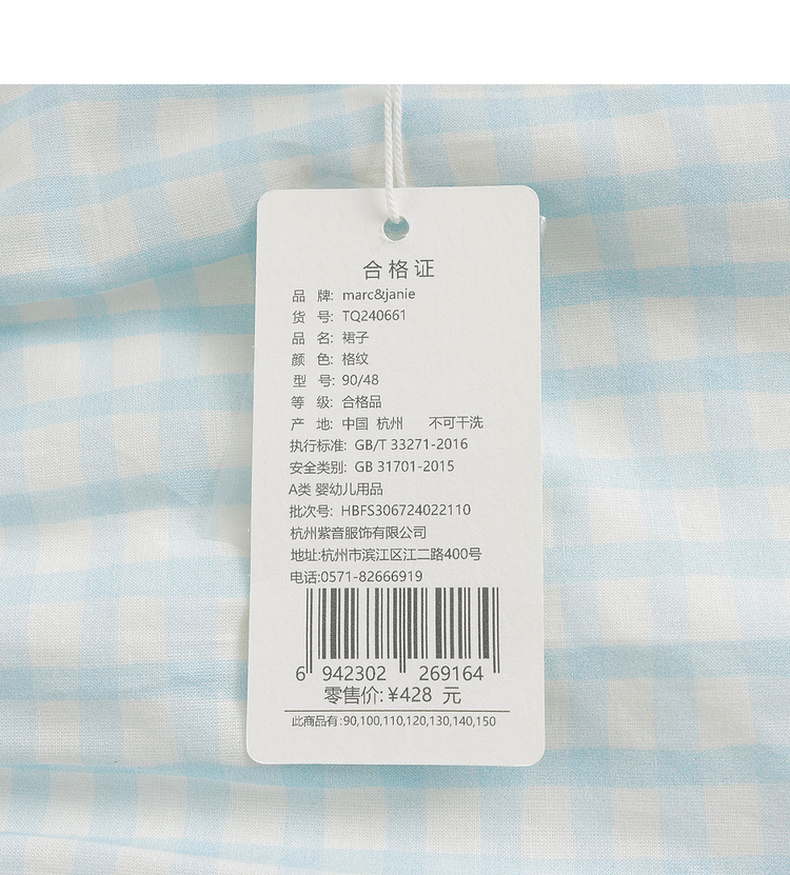 合格证
品 牌: marc&janie
货 号: TQ240661
品 名: 裙子
颜 色: 格纹
型 号: 90/48
等 级: 合格品
产 地: 中国 杭州 不可干洗
执行标准: GB/T 33271-2016
安全类别: GB 31701-2015
A类 婴幼儿用品
批次号: HBFS306724022110
杭州紫音服饰有限公司
地址:杭州市滨江区江二路400号
电话:0571-82666919
6 942302 269164
零售价: ¥428 元
此商品有:90,100,110,120,130,140,150